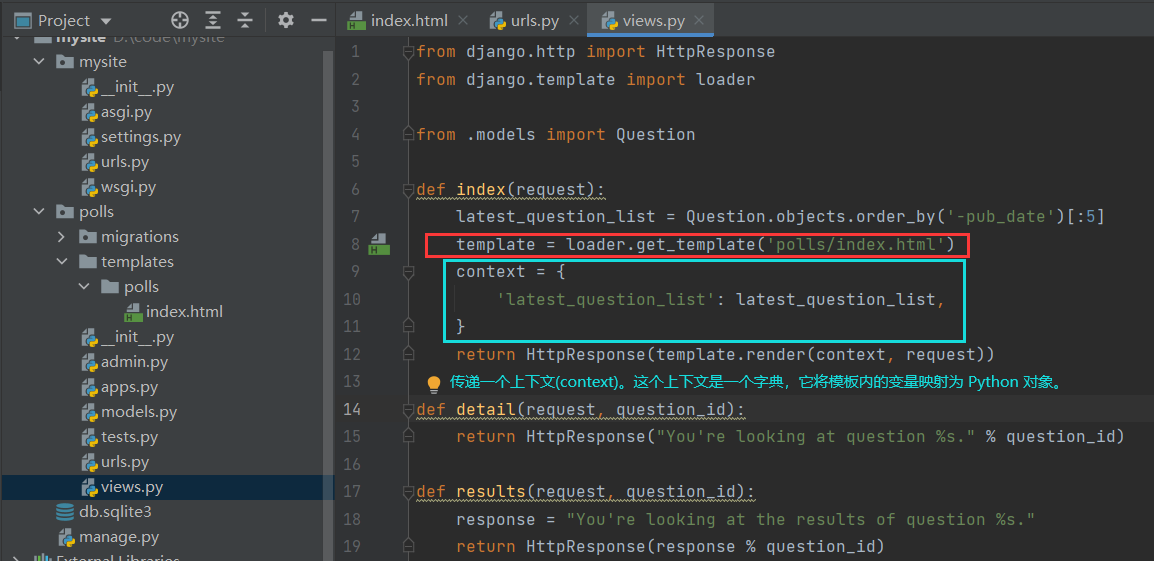 Project
index.html
urls.py
views.py
mysite D:\code\mysite
mysite
__init__.py
asgi.py
settings.py
urls.py
wsgi.py
polls
migrations
templates
polls
index.html
__init__.py
admin.py
apps.py
models.py
tests.py
urls.py
views.py
db.sqlite3
manage.py
External Libraries
1 from django.http import HttpResponse
2 from django.template import loader
3
4 from .models import Question
5
6 def index(request):
7 latest_question_list = Question.objects.order_by('-pub_date')[:5]
8 template = loader.get_template('polls/index.html')
9 context = {
10 'latest_question_list': latest_question_list,
11 }
12 return HttpResponse(template.render(context, request))
13 传递一个上下文(context)。这个上下文是一个字典，它将模板内的变量映射为 Python 对象。
14 def detail(request, question_id):
15 return HttpResponse("You're looking at question %s." % question_id)
16
17 def results(request, question_id):
18 response = "You're looking at the results of question %s."
19 return HttpResponse(response % question_id)